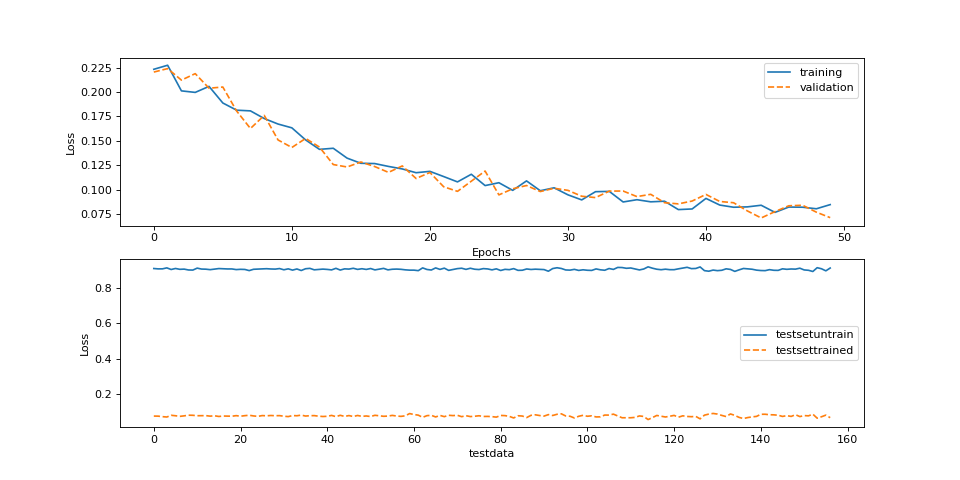 0.225
0.200
0.175
0.150
0.125
0.100
0.075
Loss
training
validation
0 10 20 30 40 50
Epochs
0.8
0.6
0.4
0.2
Loss
testsetuntrain
testsettrained
0 20 40 60 80 100 120 140 160
testdata